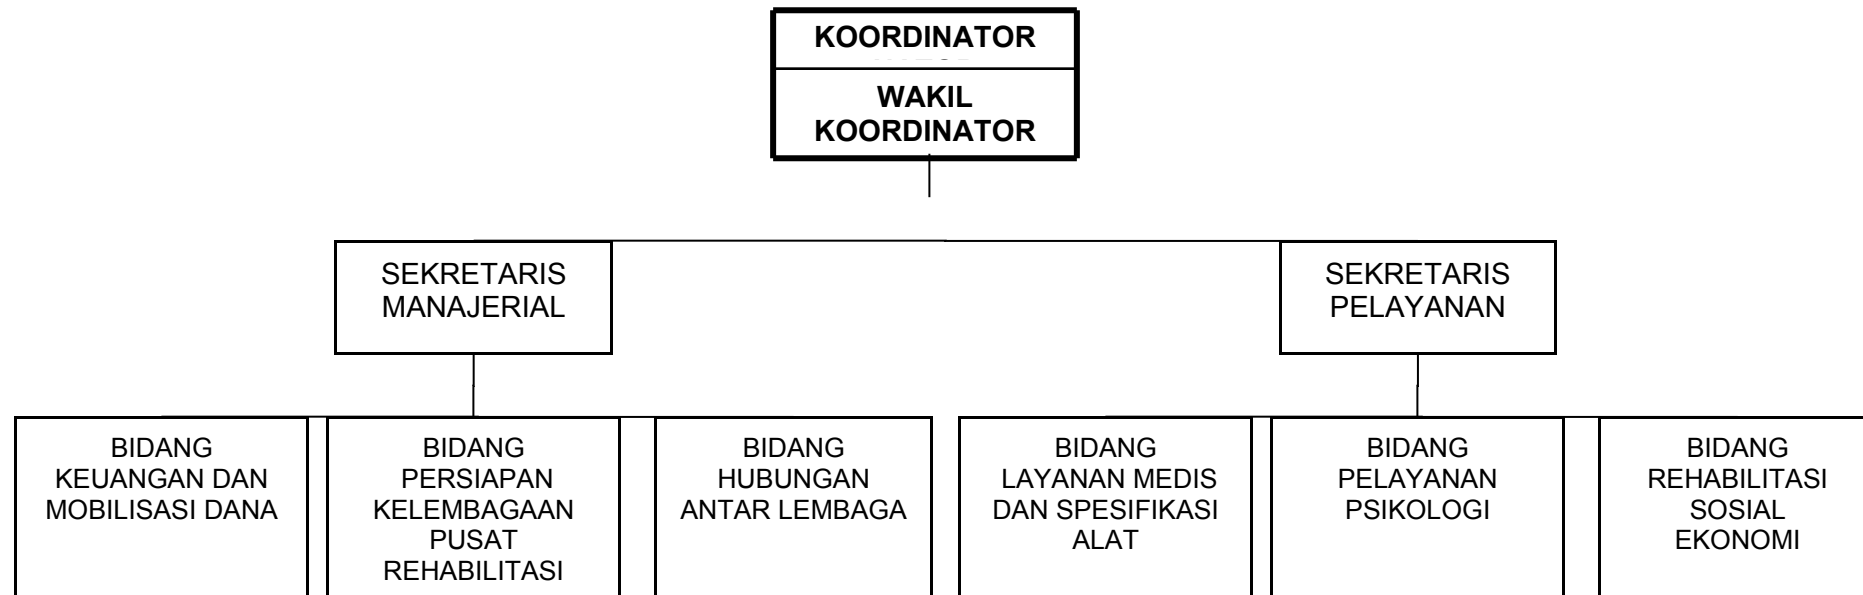 KOORDINATOR
WAKIL
KOORDINATOR
SEKRETARIS
MANAJERIAL
SEKRETARIS
PELAYANAN
BIDANG
KEUANGAN DAN
MOBILISASI DANA
BIDANG
PERSIAPAN
KELEMBAGAAN
PUSAT
REHABILITASI
BIDANG
HUBUNGAN
ANTAR LEMBAGA
BIDANG
LAYANAN MEDIS
DAN SPESIFIKASI
ALAT
BIDANG
PELAYANAN
PSIKOLOGI
BIDANG
REHABILITASI
SOSIAL
EKONOMI